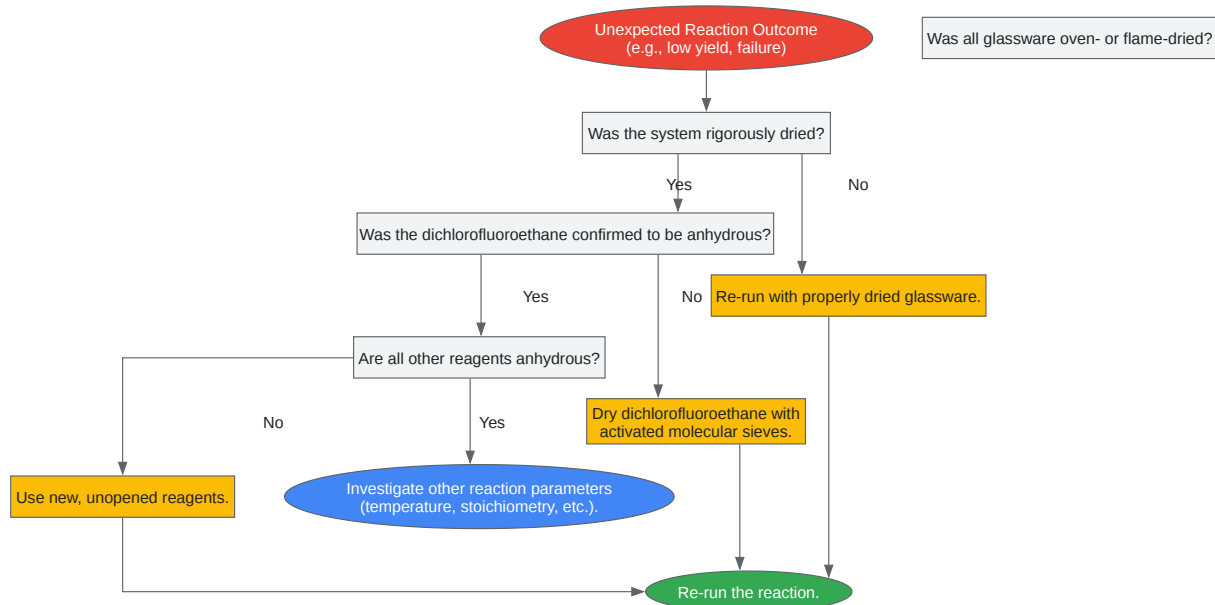 Unexpected Reaction Outcome
(e.g., low yield, failure)
Was all glassware oven- or flame-dried?
Was the system rigorously dried?
Yes
No
Was the dichlorofluoroethane confirmed to be anhydrous?
Yes
No
Re-run with properly dried glassware.
Are all other reagents anhydrous?
No
Yes
Dry dichlorofluoroethane with
activated molecular sieves.
Use new, unopened reagents.
Investigate other reaction parameters
(temperature, stoichiometry, etc.).
Re-run the reaction.